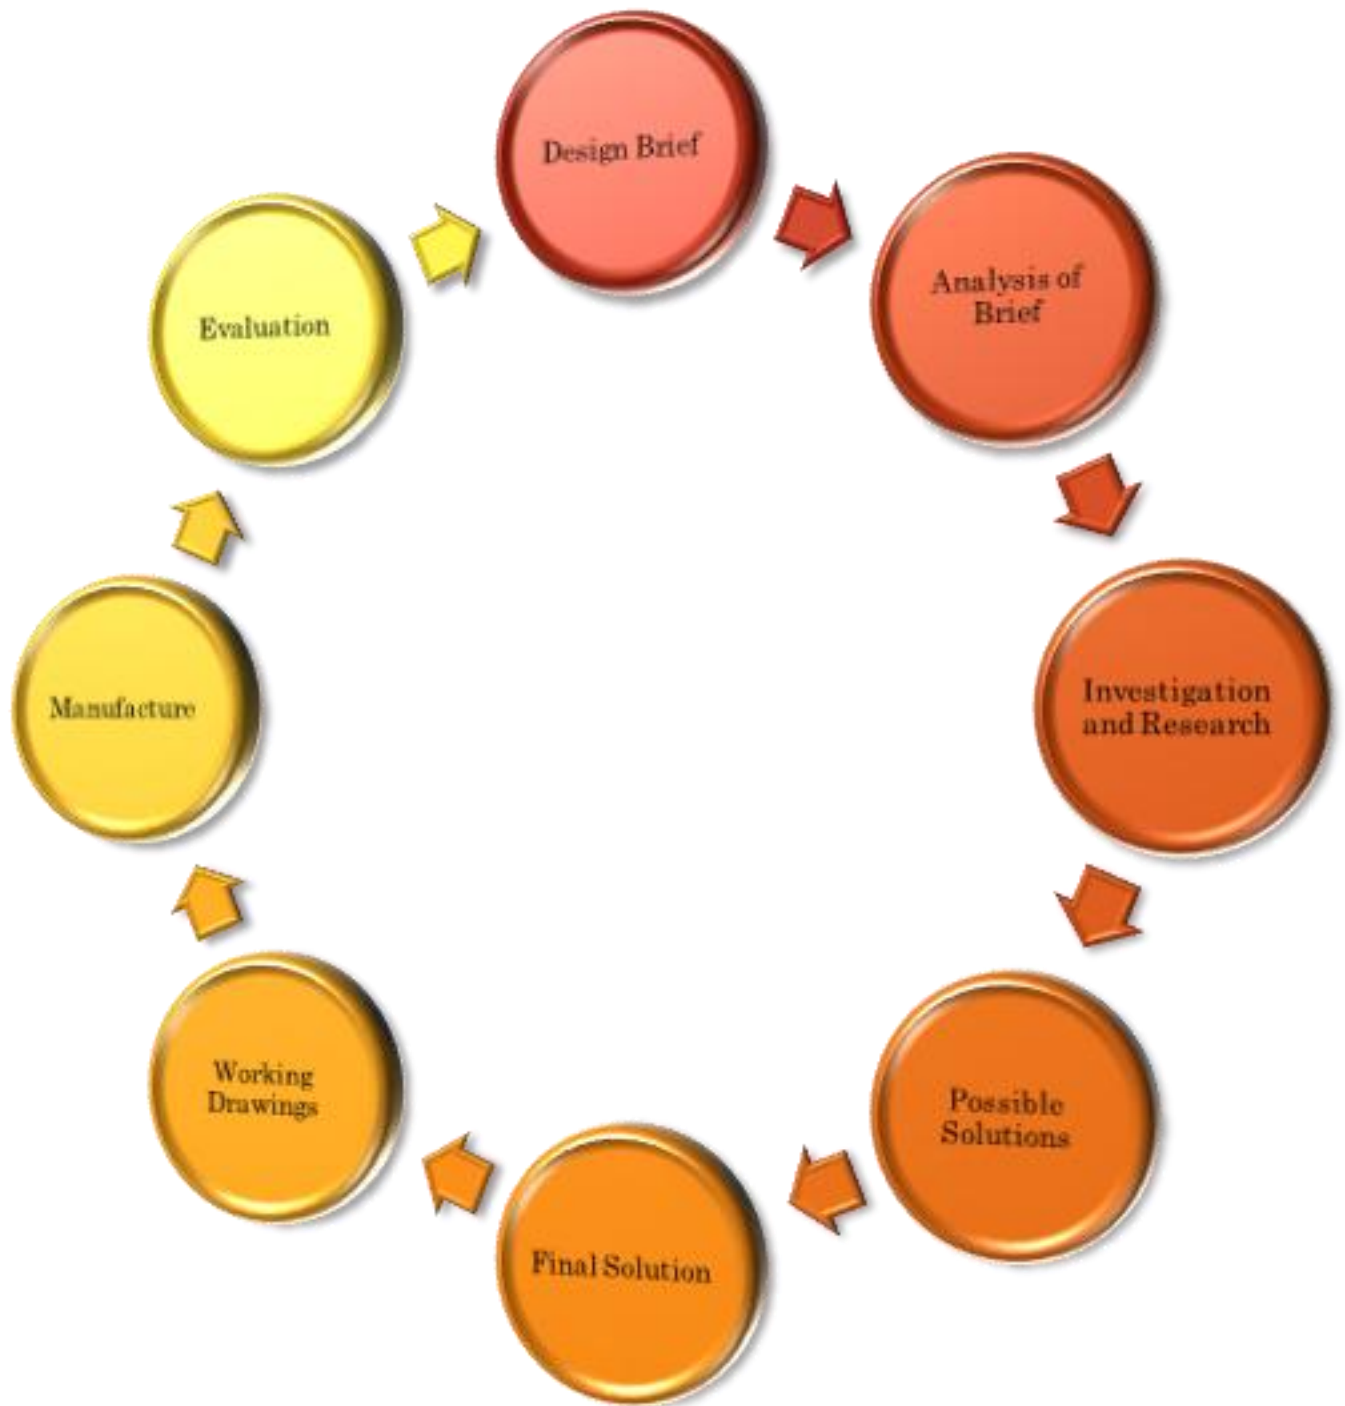 Design Brief
Analysis of
Brief
Investigation
and Research
Possible
Solutions
Final Solution
Working
Drawings
Manufacture
Evaluation